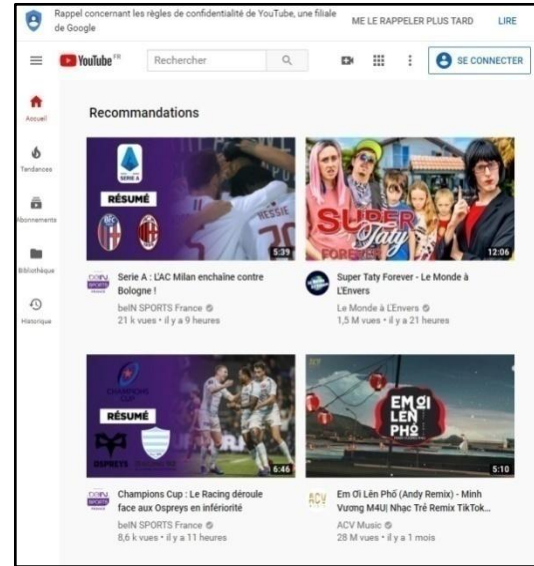 Rappel concernant les règles de confidentialité de YouTube, une filiale
de Google
ME LE RAPPELER PLUS TARD
LIRE
YouTube FR
Rechercher
SE CONNECTER
Accueil
Tendances
Abonnements
Bibliothèque
Historique
Recommandations
SERIE A
RÉSUMÉ
BFC
HESSIE
5:39
SUPER
Taty
FOREVER
12:06
Serie A : L'AC Milan enchaîne contre
Bologne !
beIN SPORTS France
21 k vues • il y a 9 heures
Super Taty Forever - Le Monde à
L'Envers
Le Monde à L'Envers
1,5 M vues • il y a 21 heures
CHAMPIONS
CUP
RÉSUMÉ
OSPREYS
6:46
ACV
EM ƠI
LÊN
PHỐ
5:10
Champions Cup : Le Racing déroule
face aux Ospreys en infériorité
beIN SPORTS France
8,6 k vues • il y a 11 heures
ACV
Em Ơi Lên Phố (Andy Remix) - Minh
Vương M4U| Nhạc Trẻ Remix TikTok...
ACV Music
28 M vues • il y a 1 mois